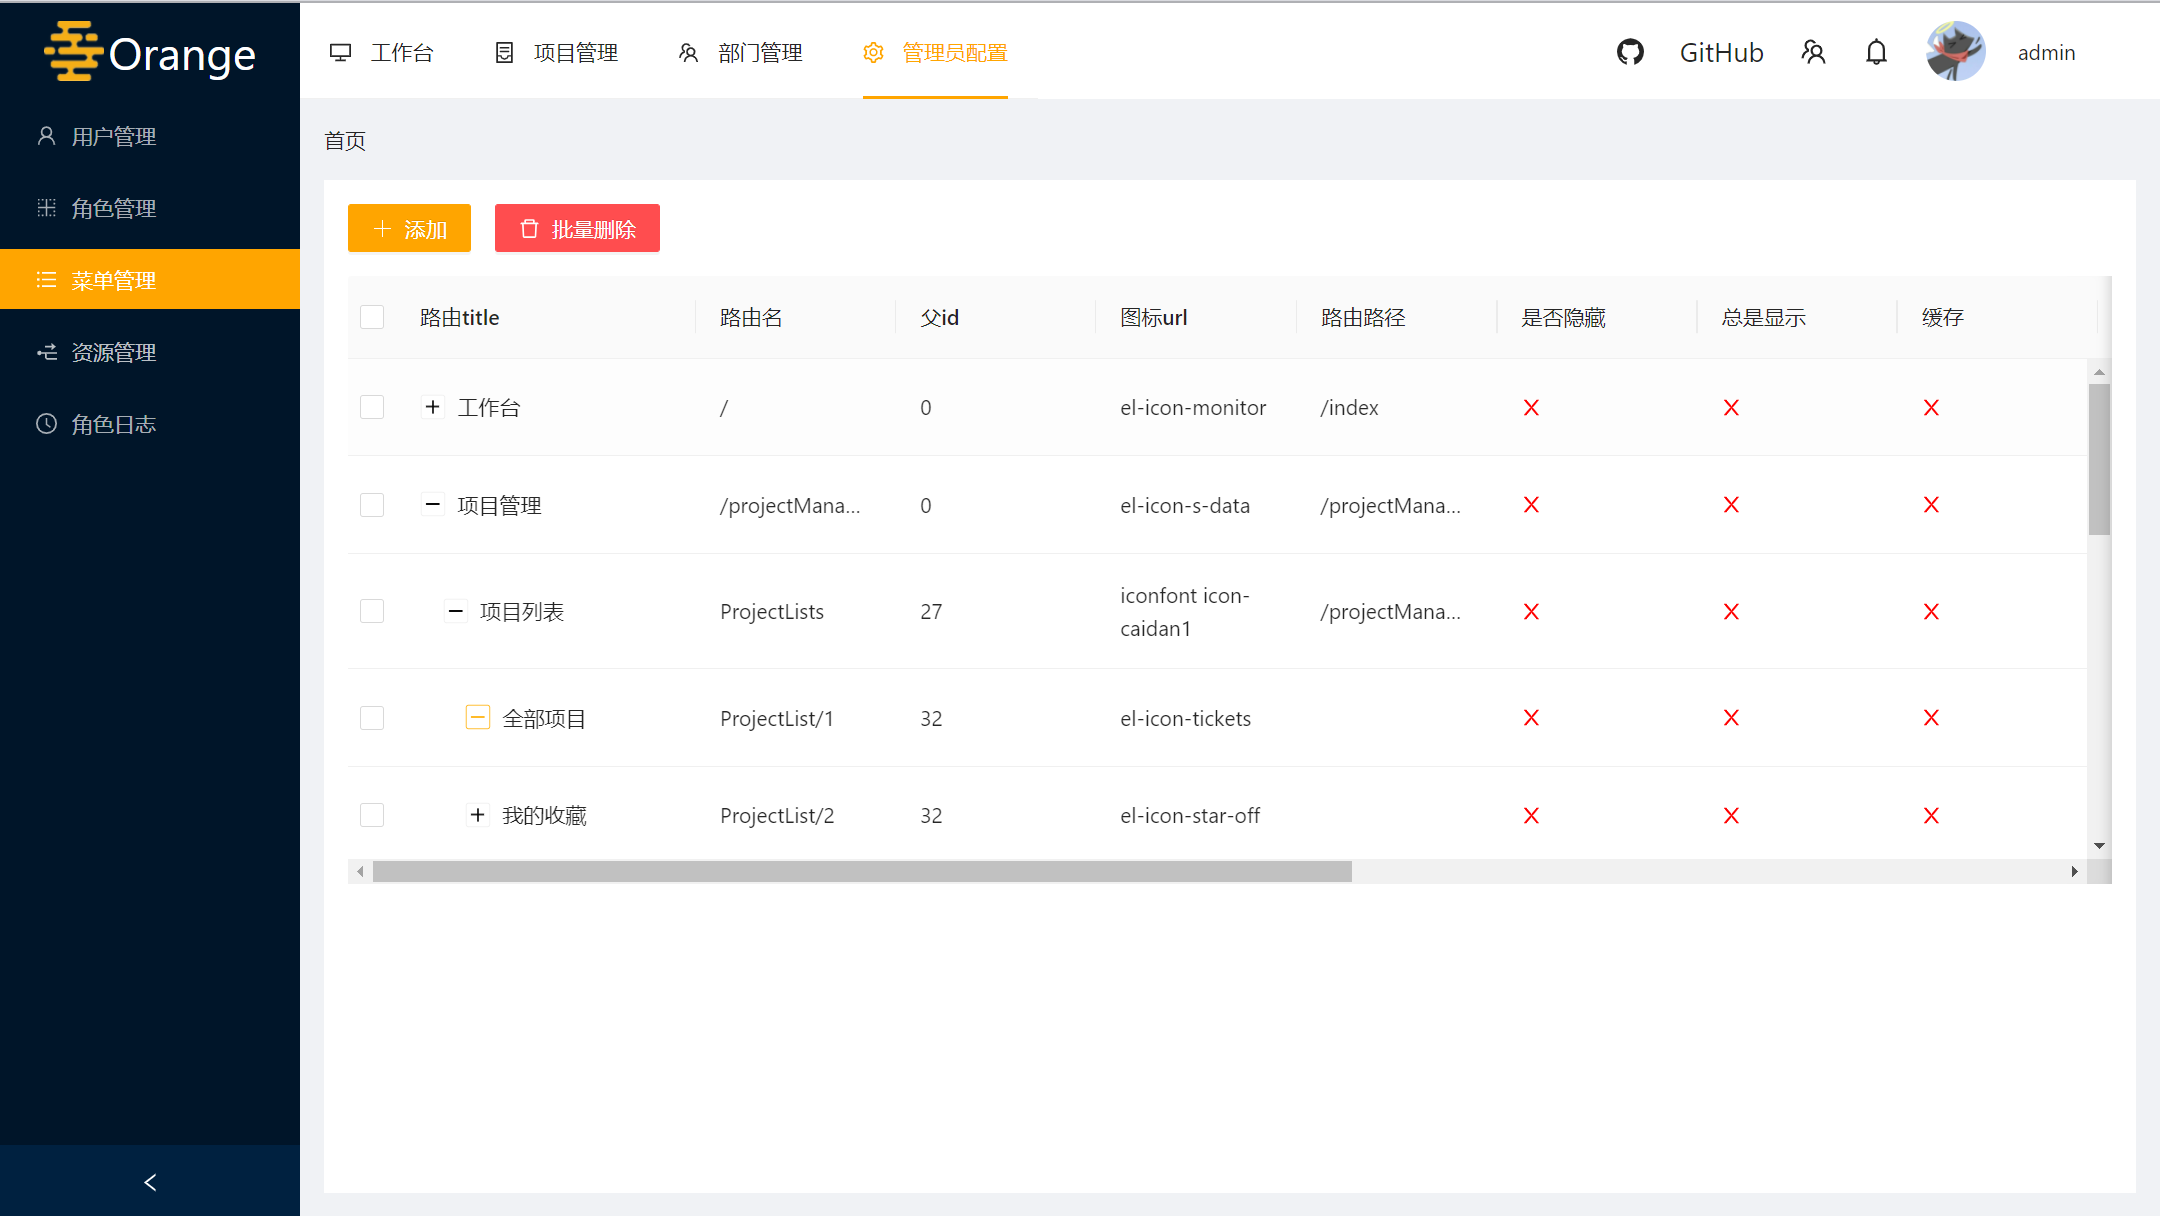 Orange
工作台
项目管理
部门管理
管理员配置
GitHub
admin
用户管理
角色管理
菜单管理
资源管理
角色日志
首页
添加
批量删除
路由title 路由名 父id 图标url 路由路径 是否隐藏 总是显示 缓存
工作台 / 0 el-icon-monitor /index X X X
项目管理 /projectMana... 0 el-icon-s-data /projectMana... X X X
项目列表 ProjectLists 27 iconfont icon-
caidan1 /projectMana... X X X
全部项目 ProjectList/1 32 el-icon-tickets X X X
我的收藏 ProjectList/2 32 el-icon-star-off X X X